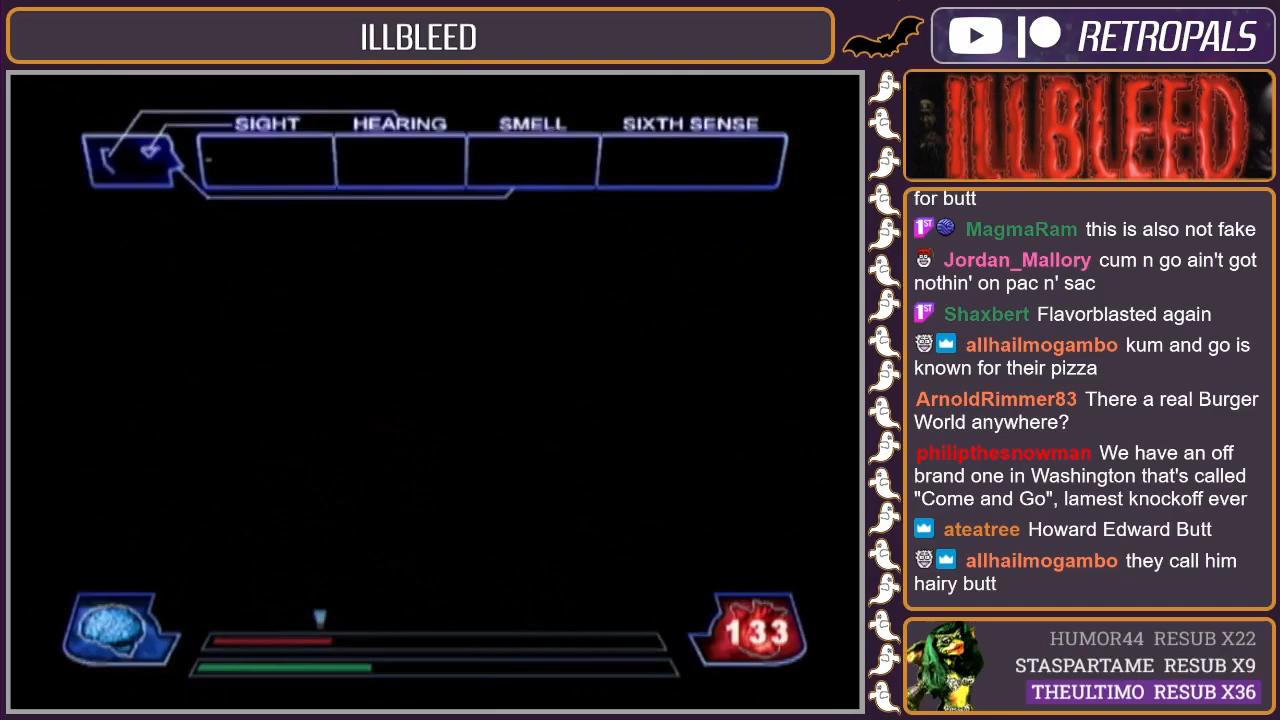 ILLBLEED
RETROPALS
SIGHT HEARING SMELL SIXTH SENSE
133
ILLBLEED
for butt
MagmaRam this is also not fake
Jordan_Mallory cum n go ain't got
nothin' on pac n' sac
Shaxbert Flavorblasted again
allhailmogambo kum and go is
known for their pizza
ArnoldRimmer83 There a real Burger
World anywhere?
philipthesnowman We have an off
brand one in Washington that's called
"Come and Go", lamest knockoff ever
ateatree Howard Edward Butt
allhailmogambo they call him
hairy butt
HUMOR44 RESUB X22
STASPARTAME RESUB X9
THEULTIMO RESUB X36